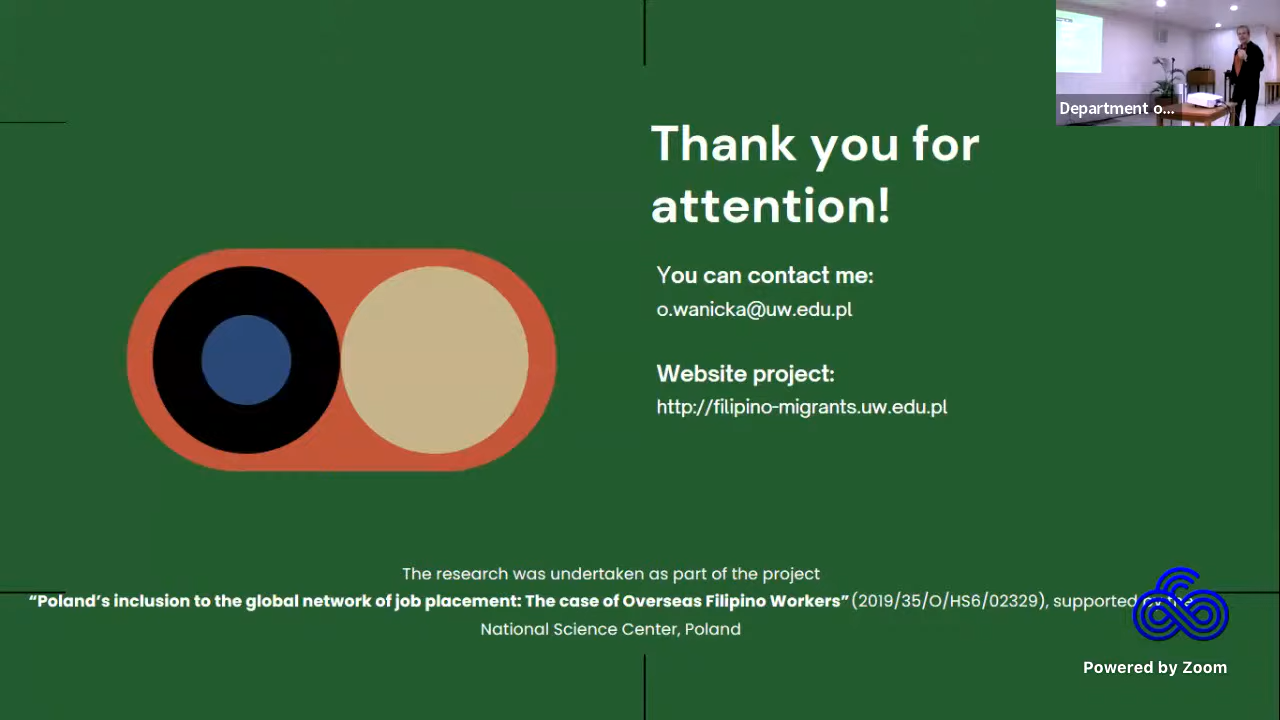 Department o...
Thank you for
attention!
You can contact me:
o.wanicka@uw.edu.pl
Website project:
http://filipino-migrants.uw.edu.pl
The research was undertaken as part of the project
“Poland’s inclusion to the global network of job placement: The case of Overseas Filipino Workers” (2019/35/O/HS6/02329), supported by the
National Science Center, Poland
Powered by Zoom